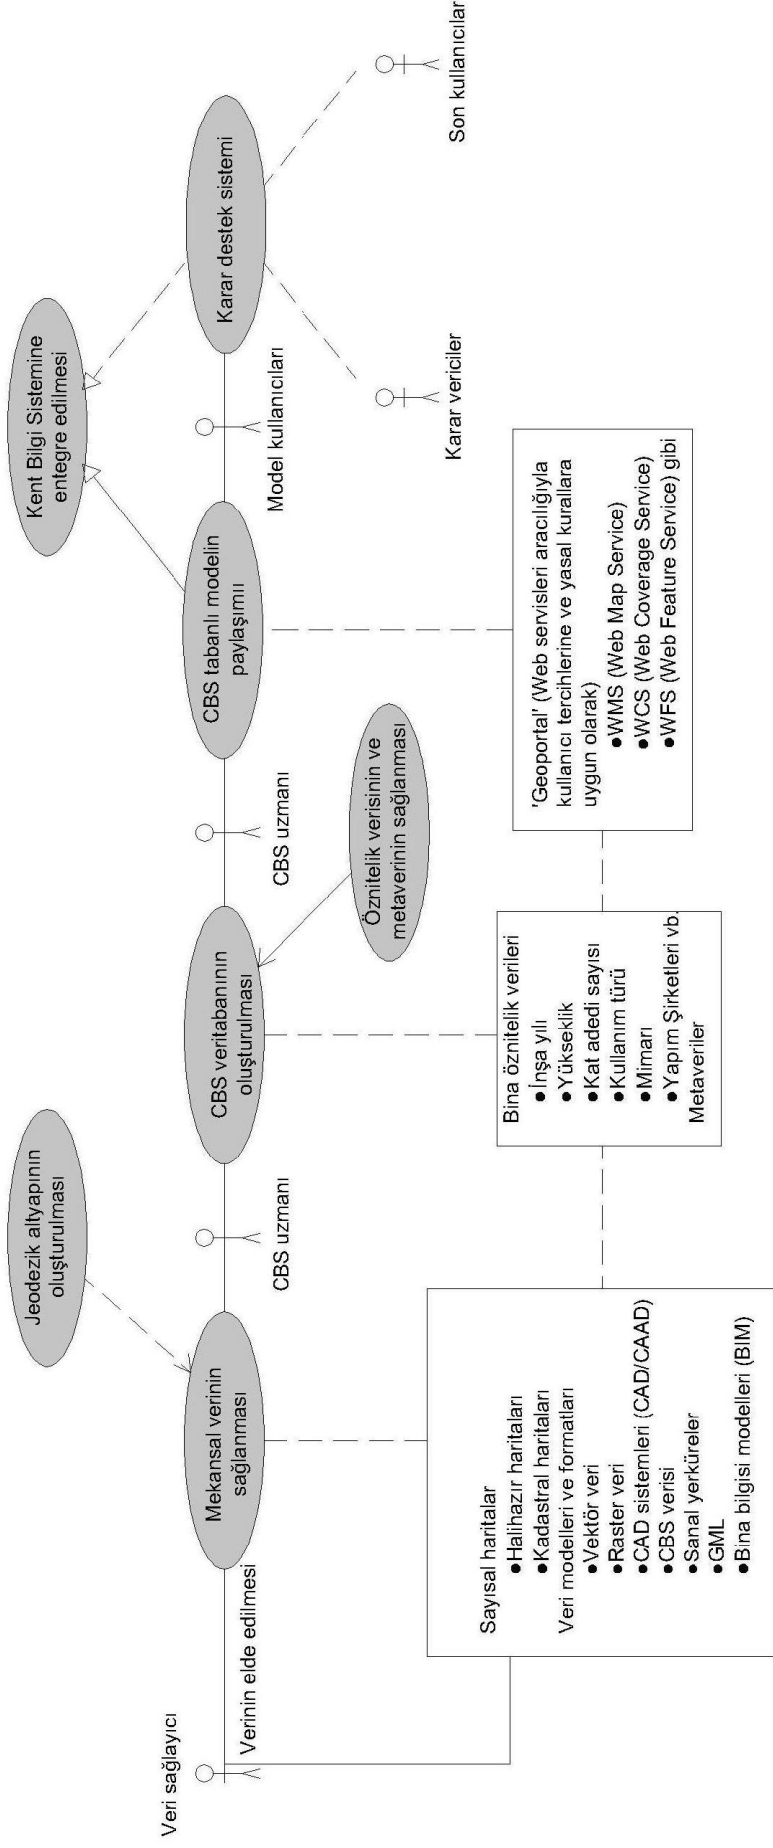 Veri sağlayıcı
Verinin elde edilmesi
Jeodezik altyapının
oluşturulması
Mekansal verinin
sağlanması
CBS uzmanı
CBS veritabanının
oluşturulması
Öznitelik verisinin ve
metaverinin sağlanması
CBS uzmanı
CBS tabanlı modelin
paylaşımıı
Kent Bilgi Sistemine
entegre edilmesi
Model kullanıcıları
Karar destek sistemi
Karar vericiler
Son kullanıcılar
Sayısal haritalar
●Halihazır haritaları
●Kadastral haritaları
Veri modelleri ve formatları
●Vektör veri
●Raster veri
●CAD sistemleri (CAD/CAAD)
●CBS verisi
●Sanal yerküreler
●GML
●Bina bilgisi modelleri (BIM)
Bina öznitelik verileri
●İnşa yılı
●Yükseklik
●Kat adedi sayısı
●Kullanım türü
●Mimarı
●Yapım Şirketleri vb.
Metaveriler
'Geoportal' (Web servisleri aracılığıyla
kullanıcı tercihlerine ve yasal kurallara
uygun olarak)
●WMS (Web Map Service)
●WCS (Web Coverage Service)
●WFS (Web Feature Service) gibi